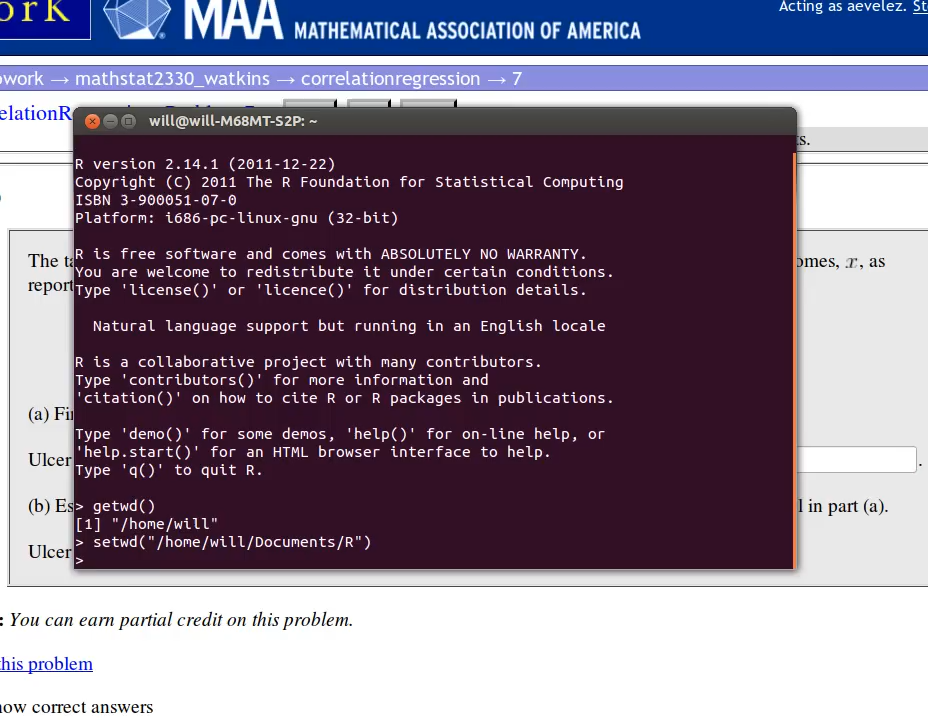 Acting as aevelez.
MAA MATHEMATICAL ASSOCIATION OF AMERICA
→ mathstat2330_watkins → correlationregression → 7
will@will-M68MT-S2P: ~
R version 2.14.1 (2011-12-22)
Copyright (C) 2011 The R Foundation for Statistical Computing
ISBN 3-900051-07-0
Platform: i686-pc-linux-gnu (32-bit)
R is free software and comes with ABSOLUTELY NO WARRANTY.
You are welcome to redistribute it under certain conditions.
Type 'license()' or 'licence()' for distribution details.
Natural language support but running in an English locale
R is a collaborative project with many contributors.
Type 'contributors()' for more information and
'citation()' on how to cite R or R packages in publications.
Type 'demo()' for some demos, 'help()' for on-line help, or
'help.start()' for an HTML browser interface to help.
Type 'q()' to quit R.
> getwd()
[1] "/home/will"
> setwd("/home/will/Documents/R")
>
The
omes, x, as
report
(a)
Ulcer
.
(b)
l in part (a).
Ulcer
: You can earn partial credit on this problem.
this problem
how correct answers